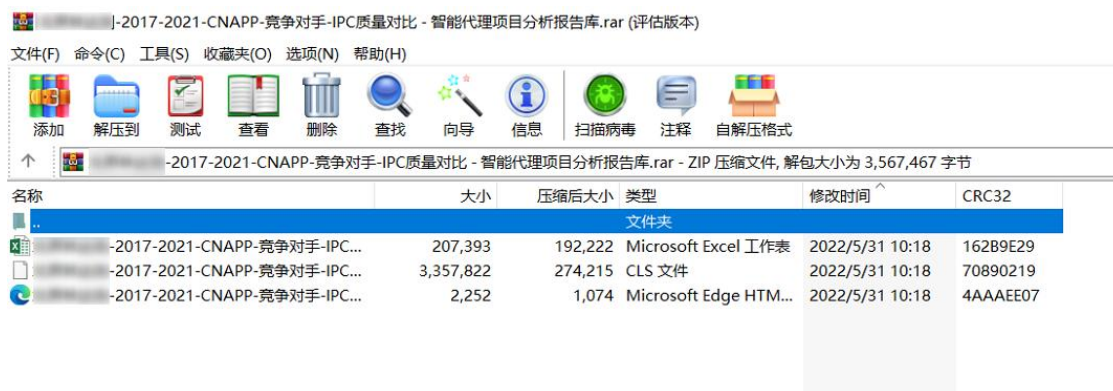 -2017-2021-CNAPP-竞争对手-IPC质量对比 - 智能代理项目分析报告库.rar (评估版本)
文件(F) 命令(C) 工具(S) 收藏夹(O) 选项(N) 帮助(H)
添加 解压到 测试 查看 删除 查找 向导 信息 扫描病毒 注释 自解压格式
-2017-2021-CNAPP-竞争对手-IPC质量对比 - 智能代理项目分析报告库.rar - ZIP 压缩文件, 解包大小为 3,567,467 字节
名称 大小 压缩后大小 类型 修改时间 CRC32
.. 文件夹
-2017-2021-CNAPP-竞争对手-IPC... 207,393 192,222 Microsoft Excel 工作表 2022/5/31 10:18 162B9E29
-2017-2021-CNAPP-竞争对手-IPC... 3,357,822 274,215 CLS 文件 2022/5/31 10:18 70890219
-2017-2021-CNAPP-竞争对手-IPC... 2,252 1,074 Microsoft Edge HTM... 2022/5/31 10:18 4AAAEE07